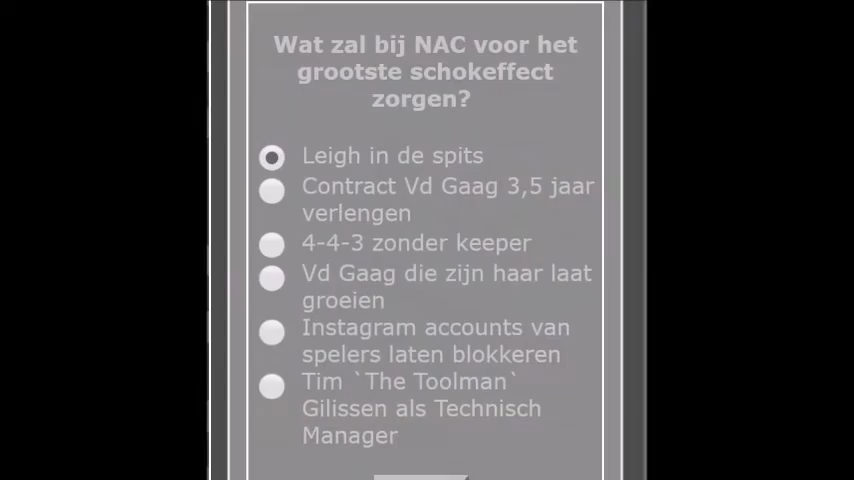 Wat zal bij NAC voor het
grootste schokeffect
zorgen?
Leigh in de spits
Contract Vd Gaag 3,5 jaar
verlengen
4-4-3 zonder keeper
Vd Gaag die zijn haar laat
groeien
Instagram accounts van
spelers laten blokkeren
Tim `The Toolman`
Gilissen als Technisch
Manager